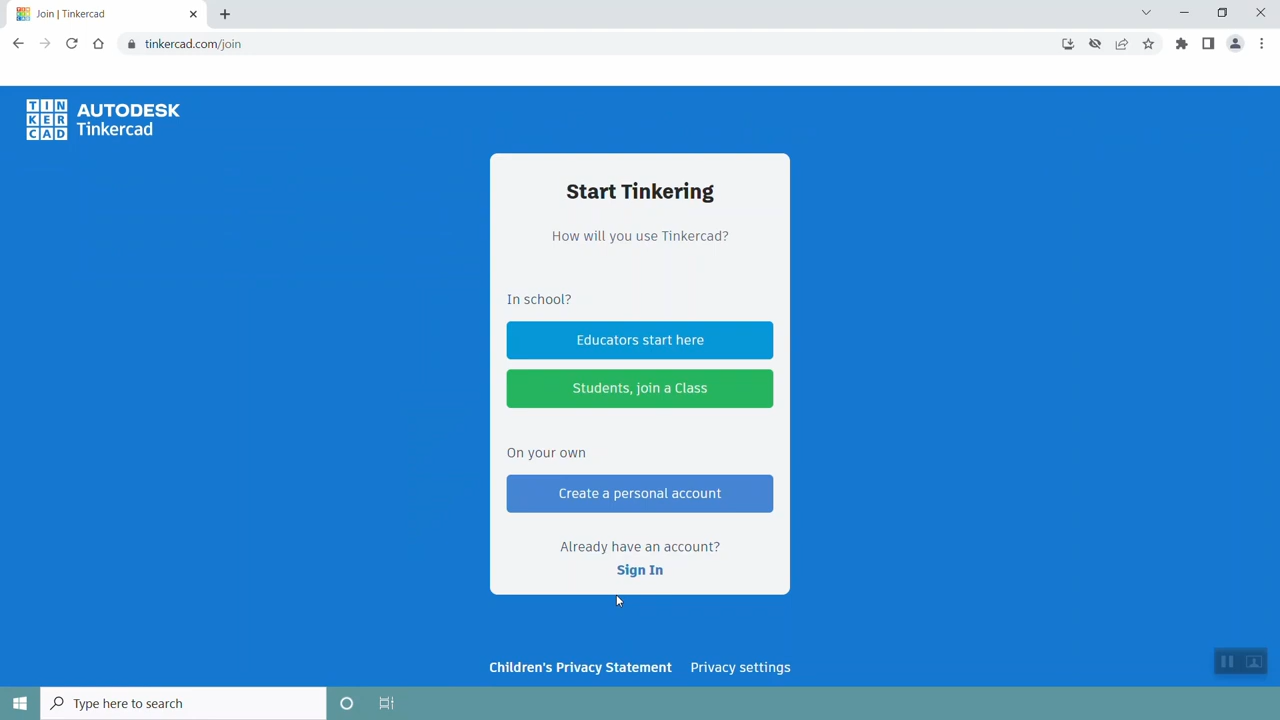 Join | Tinkercad
tinkercad.com/join
TIN
KER
CAD
AUTODESK
Tinkercad
Start Tinkering
How will you use Tinkercad?
In school?
Educators start here
Students, join a Class
On your own
Create a personal account
Already have an account?
Sign In
Children's Privacy Statement Privacy settings
Type here to search